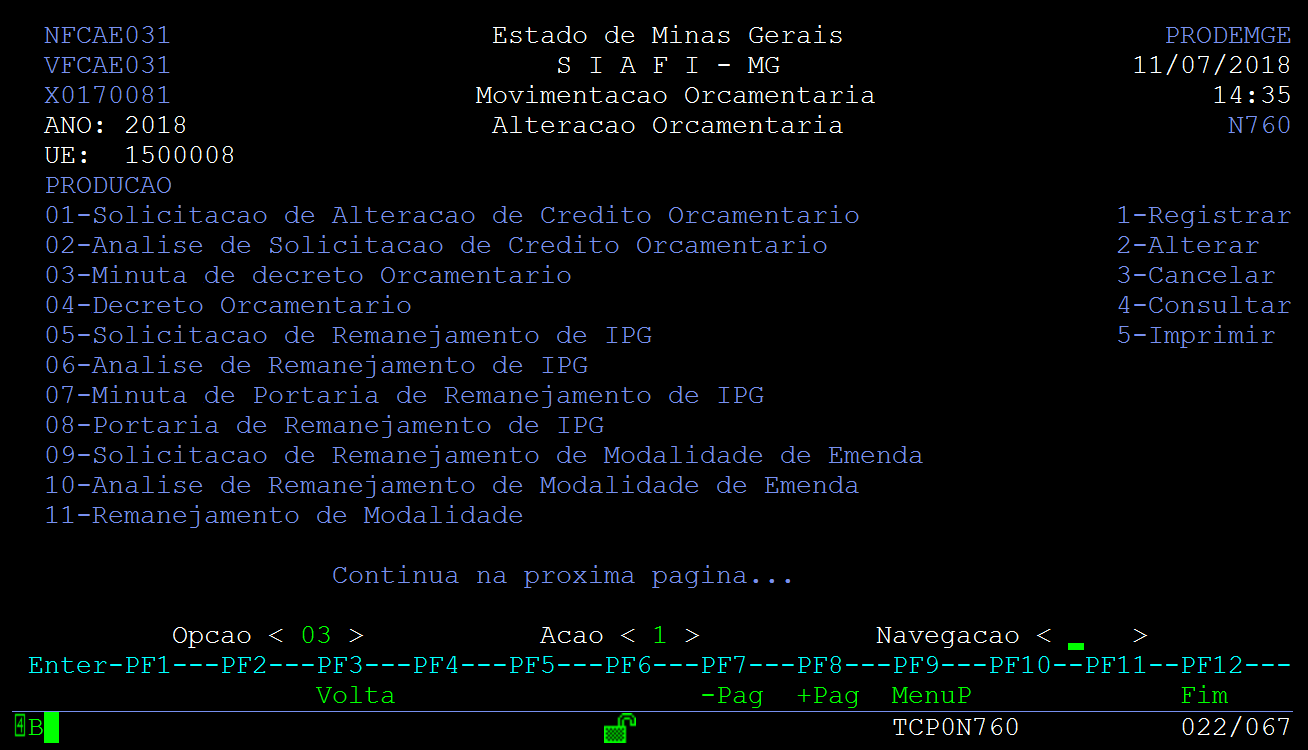 NFCAE031 Estado de Minas Gerais PRODEMGE
VFCAE031 S I A F I - MG 11/07/2018
X0170081 Movimentacao Orcamentaria 14:35
ANO: 2018 Alteracao Orcamentaria N760
UE: 1500008
PRODUCAO
01-Solicitacao de Alteracao de Credito Orcamentario 1-Registrar
02-Analise de Solicitacao de Credito Orcamentario 2-Alterar
03-Minuta de decreto Orcamentario 3-Cancelar
04-Decreto Orcamentario 4-Consultar
05-Solicitacao de Remanejamento de IPG 5-Imprimir
06-Analise de Remanejamento de IPG
07-Minuta de Portaria de Remanejamento de IPG
08-Portaria de Remanejamento de IPG
09-Solicitacao de Remanejamento de Modalidade de Emenda
10-Analise de Remanejamento de Modalidade de Emenda
11-Remanejamento de Modalidade
Continua na proxima pagina...
Opcao < 03 > Acao < 1 > Navegacao < _ >
Enter-PF1---PF2---PF3---PF4---PF5---PF6---PF7---PF8---PF9---PF10--PF11--PF12---
Volta -Pag +Pag MenuP Fim
4B TCP0N760 022/067